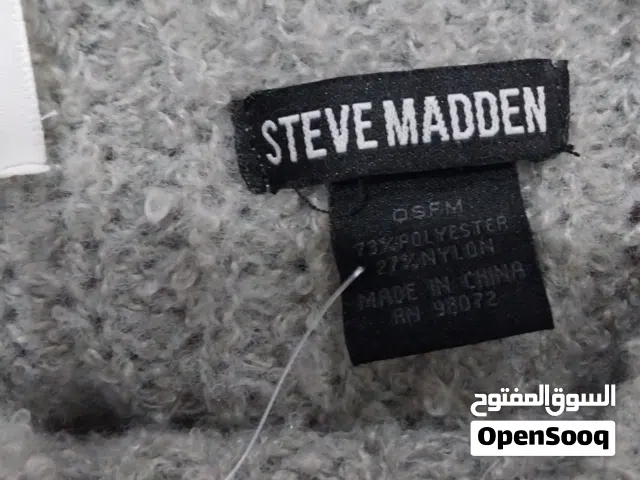 STEVE MADDEN
OSFM
73%POLYESTER
27%NYLON
MADE IN CHINA
RN 98072
السوق المفتوح
OpenSooq